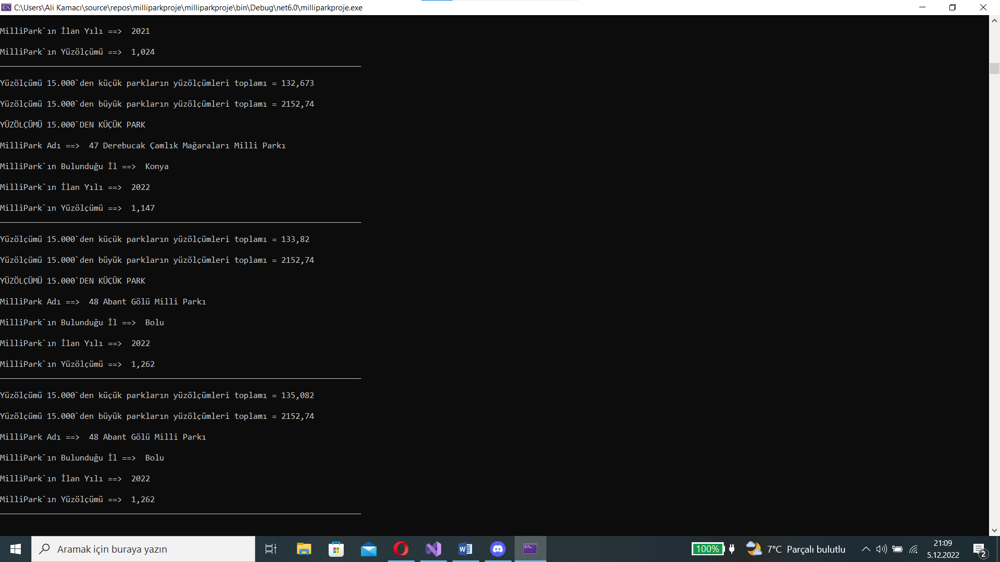 C:\Users\Ali Kamacı\source\repos\milliparkproje\milliparkproje\bin\Debug\net6.0\milliparkproje.exe
MilliPark`ın İlan Yılı ==>  2021
MilliPark`ın Yüzölçümü ==>  1,024
Yüzölçümü 15.000`den küçük parkların yüzölçümleri toplamı = 132,673
Yüzölçümü 15.000`den büyük parkların yüzölçümleri toplamı = 2152,74
YÜZÖLÇÜMÜ 15.000`DEN KÜÇÜK PARK
MilliPark Adı ==>  47 Derebucak Çamlık Mağaraları Milli Parkı
MilliPark`ın Bulunduğu İl ==>  Konya
MilliPark`ın İlan Yılı ==>  2022
MilliPark`ın Yüzölçümü ==>  1,147
Yüzölçümü 15.000`den küçük parkların yüzölçümleri toplamı = 133,82
Yüzölçümü 15.000`den büyük parkların yüzölçümleri toplamı = 2152,74
YÜZÖLÇÜMÜ 15.000`DEN KÜÇÜK PARK
MilliPark Adı ==>  48 Abant Gölü Milli Parkı
MilliPark`ın Bulunduğu İl ==>  Bolu
MilliPark`ın İlan Yılı ==>  2022
MilliPark`ın Yüzölçümü ==>  1,262
Yüzölçümü 15.000`den küçük parkların yüzölçümleri toplamı = 135,082
Yüzölçümü 15.000`den büyük parkların yüzölçümleri toplamı = 2152,74
MilliPark Adı ==>  48 Abant Gölü Milli Parkı
MilliPark`ın Bulunduğu İl ==>  Bolu
MilliPark`ın İlan Yılı ==>  2022
MilliPark`ın Yüzölçümü ==>  1,262
Aramak için buraya yazın
100%
7°C Parçalı bulutlu
21:09
5.12.2022
2